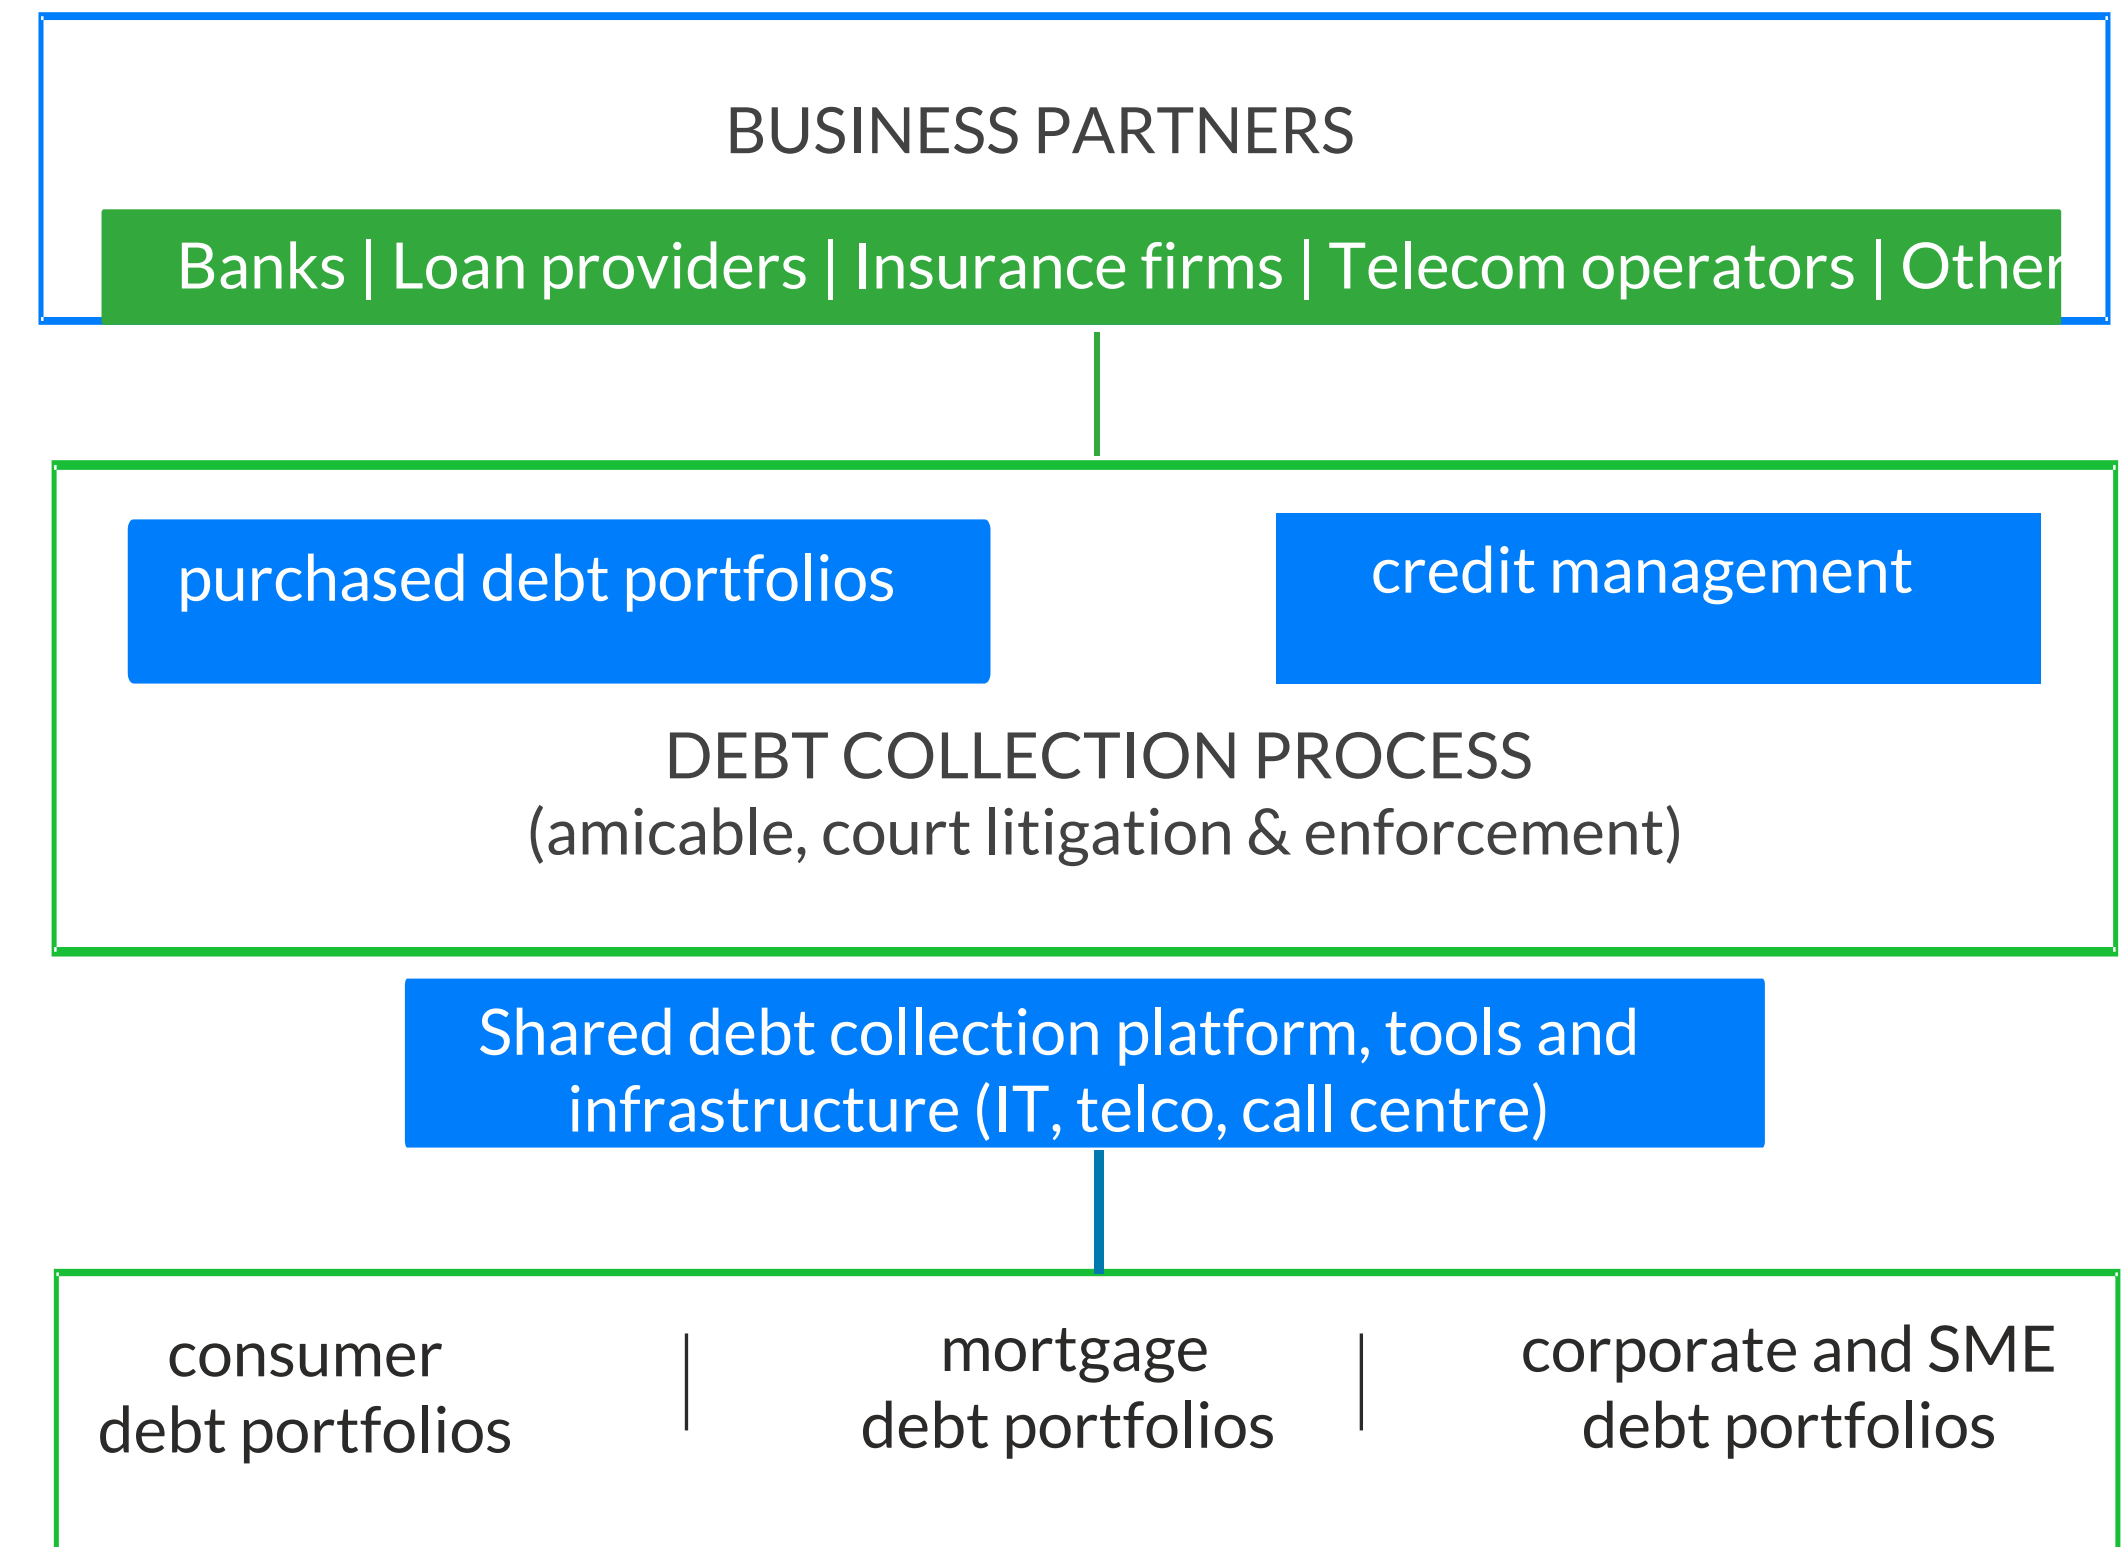 BUSINESS PARTNERS
Banks | Loan providers | Insurance firms | Telecom operators | Other
purchased debt portfolios
credit management
DEBT COLLECTION PROCESS
(amicable, court litigation & enforcement)
Shared debt collection platform, tools and
infrastructure (IT, telco, call centre)
consumer
debt portfolios
mortgage
debt portfolios
corporate and SME
debt portfolios